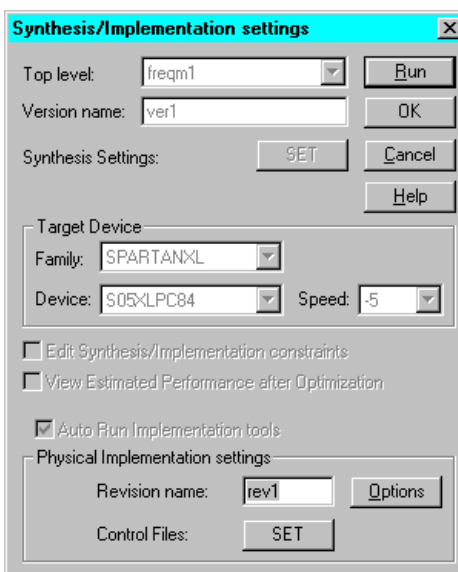 Synthesis/Implementation settings
Top level: freqm1 Run
Version name: ver1 OK
Synthesis Settings: SET Cancel
Help
Target Device
Family: SPARTANXL
Device: S05XLPC84 Speed: -5
Edit Synthesis/Implementation constraints
View Estimated Performance after Optimization
Auto Run Implementation tools
Physical Implementation settings
Revision name: rev1 Options
Control Files: SET